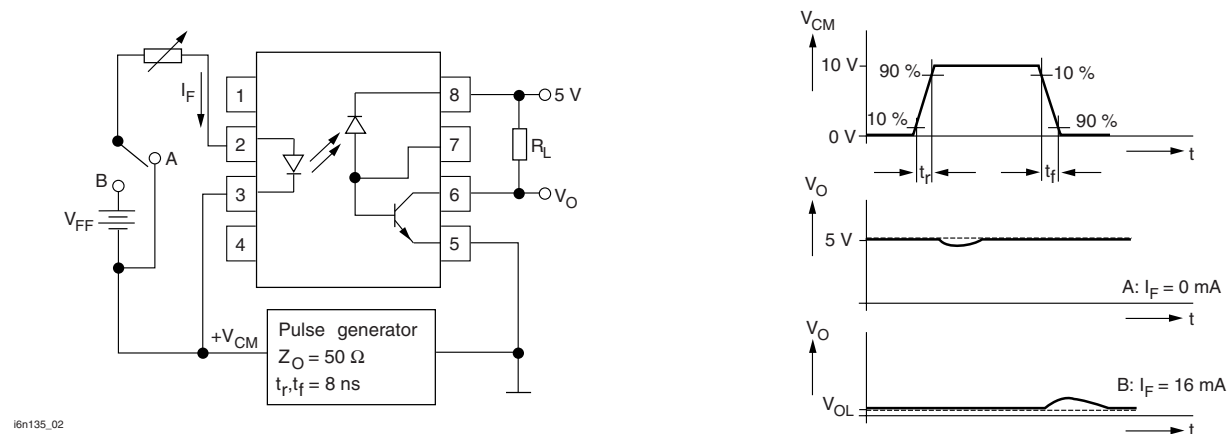 I_F
A
B
V_FF
1
2
3
4
8
7
6
5
5 V
R_L
V_O
+V_CM
Pulse generator
Z_O = 50 Ω
t_r,t_f = 8 ns
i6n135_02
V_CM
10 V
90 %
10 %
10 %
90 %
0 V
t
t_r
t_f
V_O
5 V
A: I_F = 0 mA
t
V_O
B: I_F = 16 mA
V_OL
t